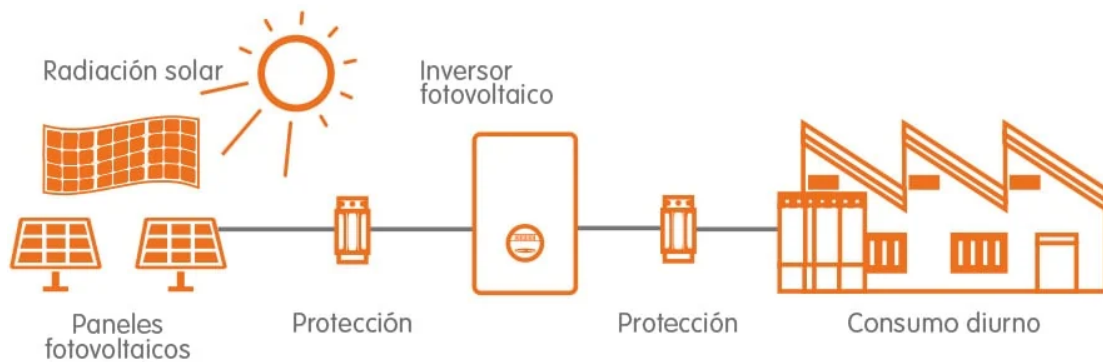 Radiación solar
Inversor
fotovoltaico
Paneles
fotovoltaicos
Protección
Protección
Consumo diurno